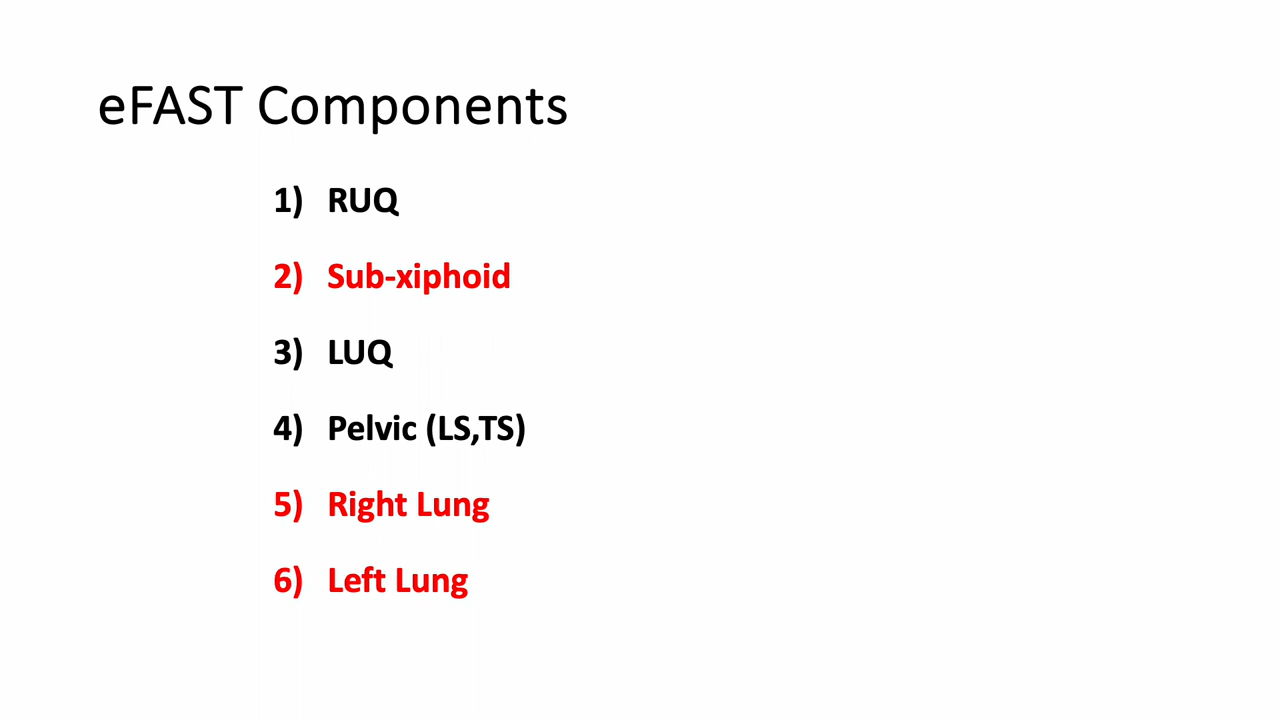 eFAST Components
1) RUQ
2) Sub-xiphoid
3) LUQ
4) Pelvic (LS,TS)
5) Right Lung
6) Left Lung